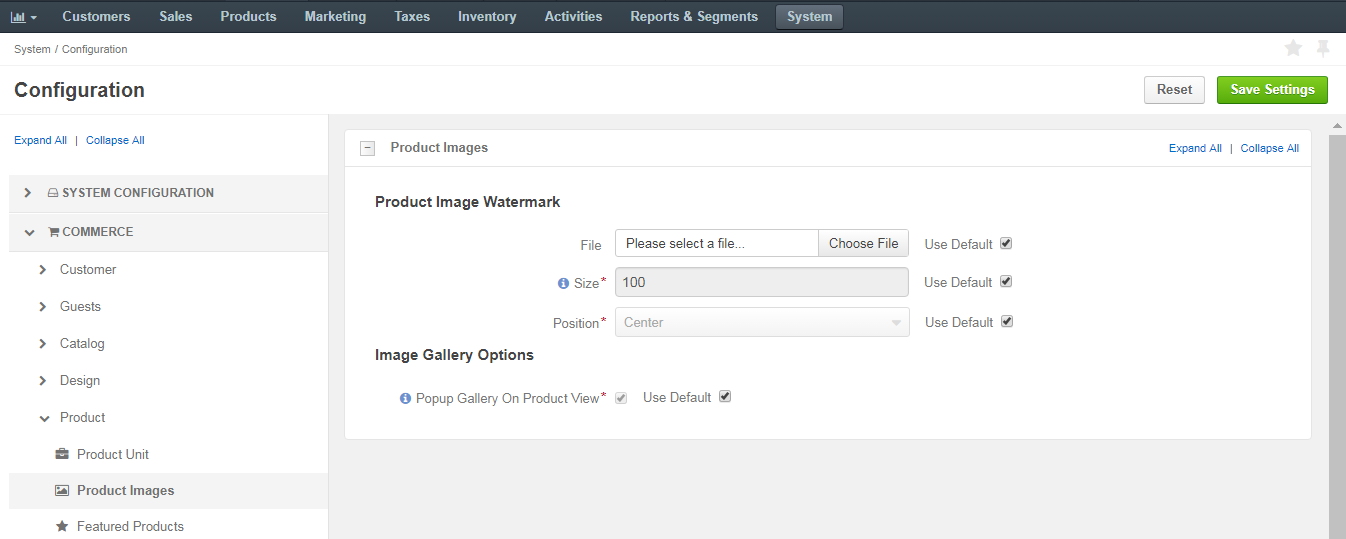 Customers Sales Products Marketing Taxes Inventory Activities Reports & Segments System
System / Configuration
Configuration
Reset Save Settings
Expand All | Collapse All
SYSTEM CONFIGURATION
COMMERCE
Customer
Guests
Catalog
Design
Product
Product Unit
Product Images
Featured Products
Product Images
Expand All | Collapse All
Product Image Watermark
File Please select a file... Choose File Use Default
Size* 100 Use Default
Position* Center Use Default
Image Gallery Options
Popup Gallery On Product View* Use Default